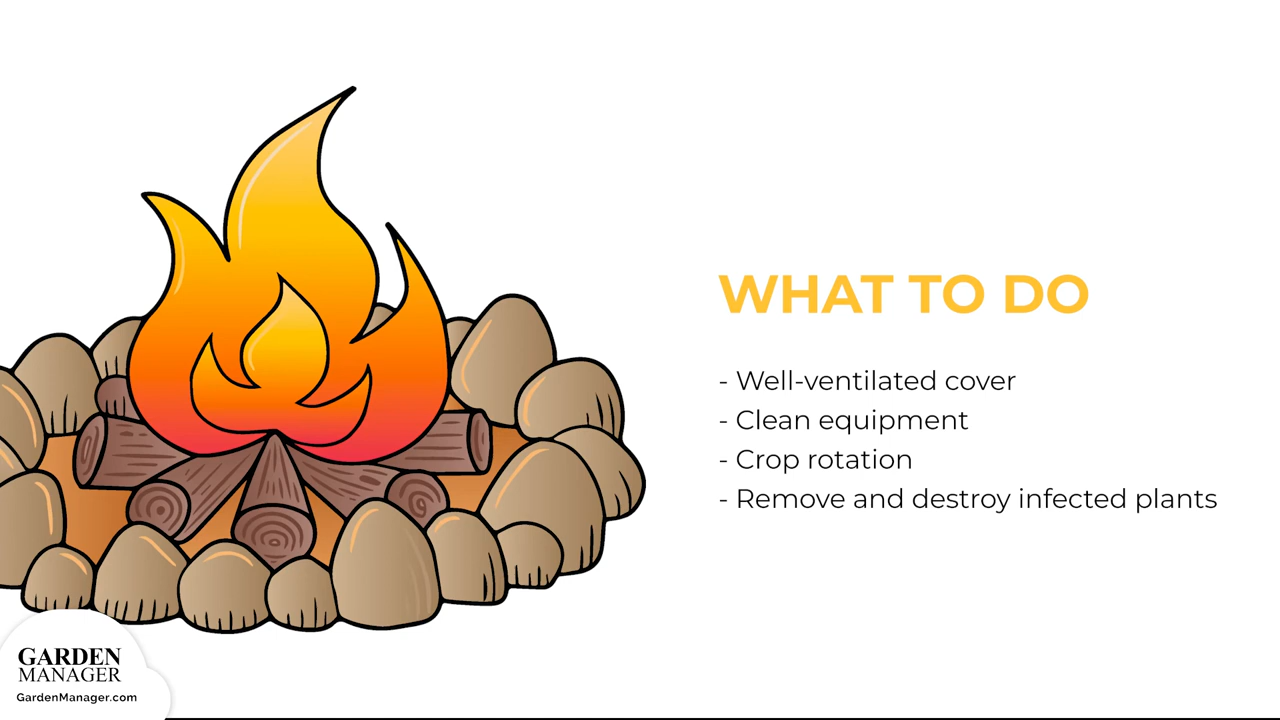 WHAT TO DO
- Well-ventilated cover
- Clean equipment
- Crop rotation
- Remove and destroy infected plants
GARDEN
MANAGER
GardenManager.com